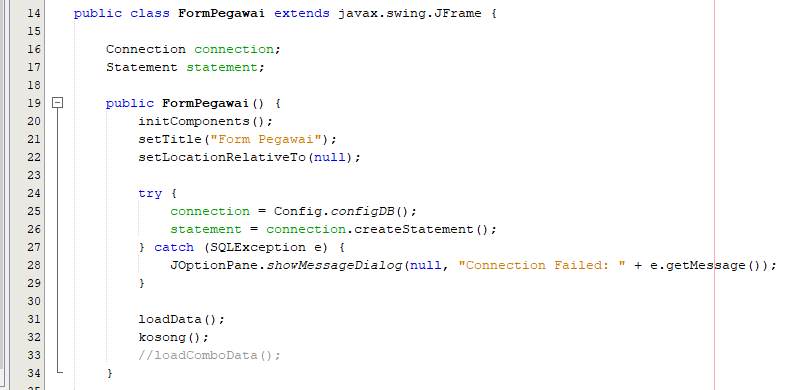 14 public class FormPegawai extends javax.swing.JFrame {
15
16 Connection connection;
17 Statement statement;
18
19 public FormPegawai() {
20 initComponents();
21 setTitle("Form Pegawai");
22 setLocationRelativeTo(null);
23
24 try {
25 connection = Config.configDB();
26 statement = connection.createStatement();
27 } catch (SQLException e) {
28 JOptionPane.showMessageDialog(null, "Connection Failed: " + e.getMessage());
29 }
30
31 loadData();
32 kosong();
33 //loadComboData();
34 }